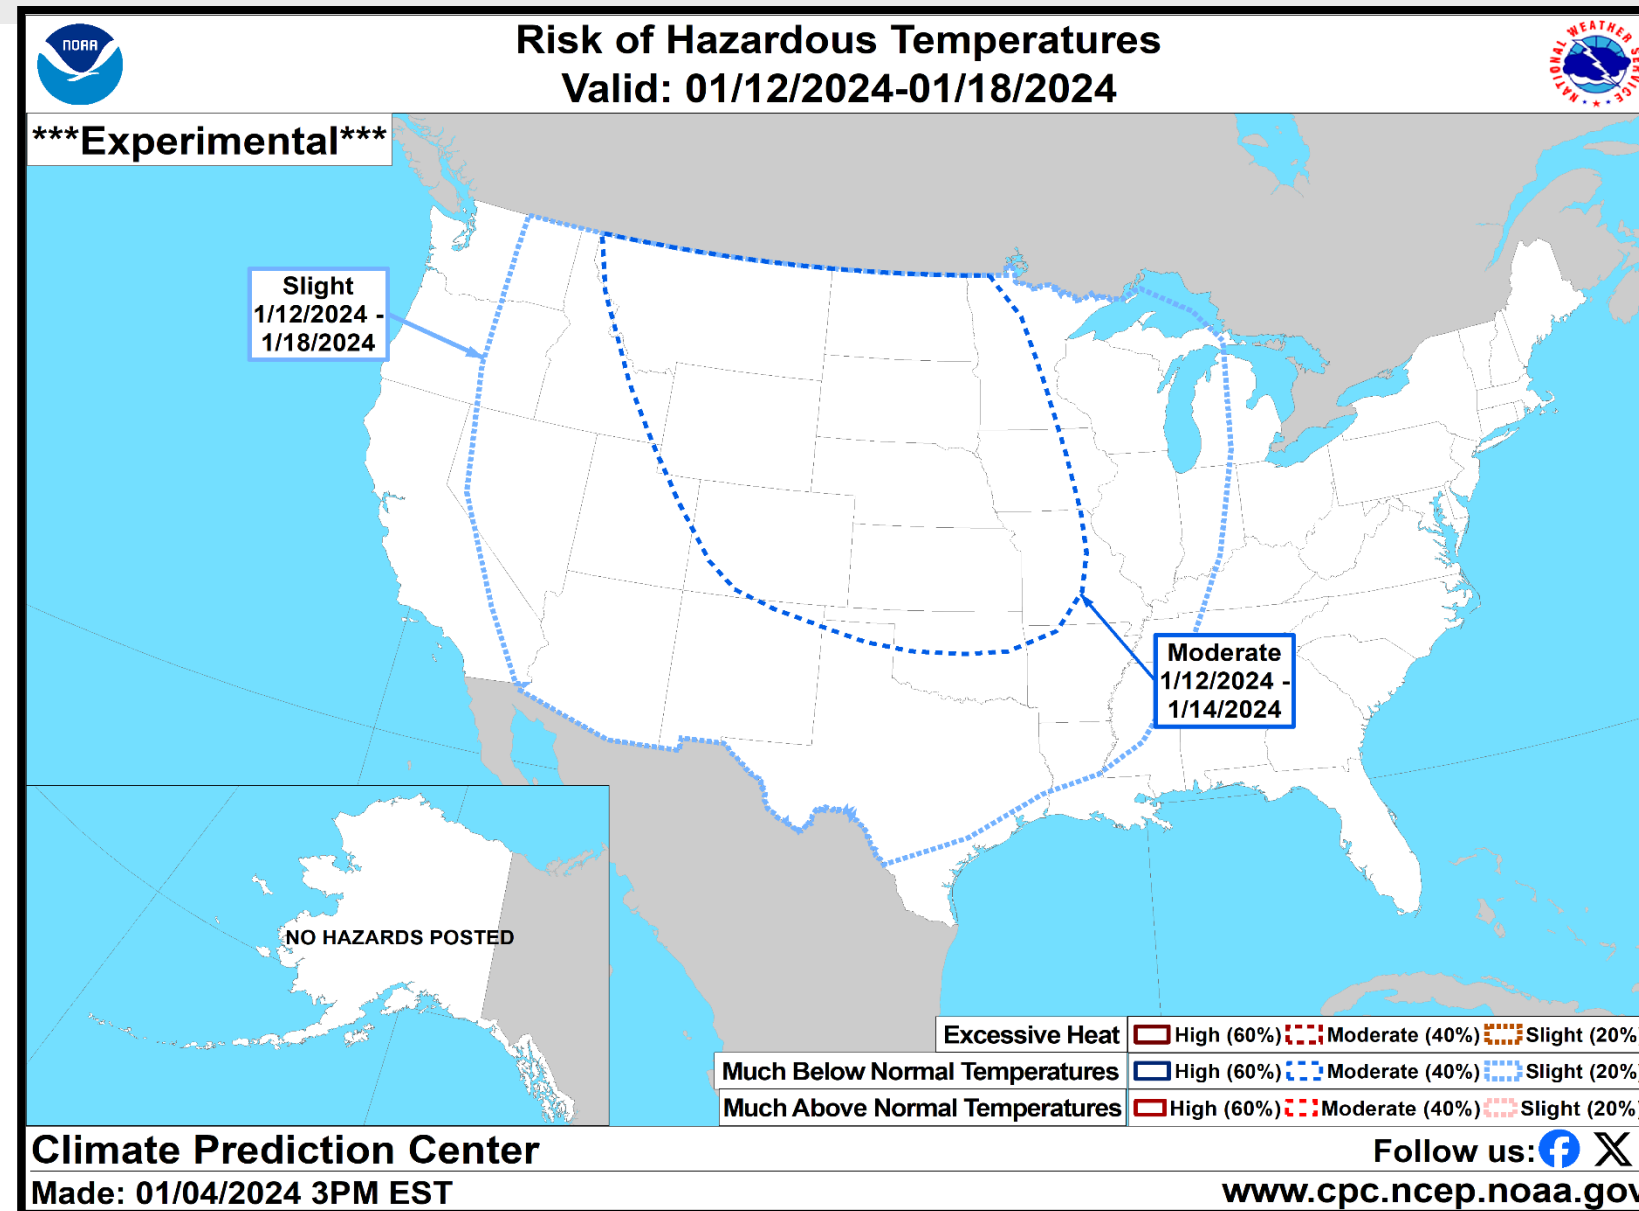 NOAA
Risk of Hazardous Temperatures
Valid: 01/12/2024-01/18/2024
NATIONAL WEATHER SERVICE
***Experimental***
Slight
1/12/2024 -
1/18/2024
Moderate
1/12/2024 -
1/14/2024
NO HAZARDS POSTED
Excessive Heat High (60%) Moderate (40%) Slight (20%
Much Below Normal Temperatures High (60%) Moderate (40%) Slight (20%)
Much Above Normal Temperatures High (60%) Moderate (40%) Slight (20%)
Climate Prediction Center
Follow us:
Made: 01/04/2024 3PM EST
www.cpc.ncep.noaa.gov